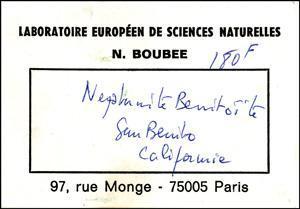 LABORATOIRE EUROPÉEN DE SCIENCES NATURELLES
N. BOUBEE
180F
Neptunite Benitoïte
San Benito
Californie
97, rue Monge - 75005 Paris